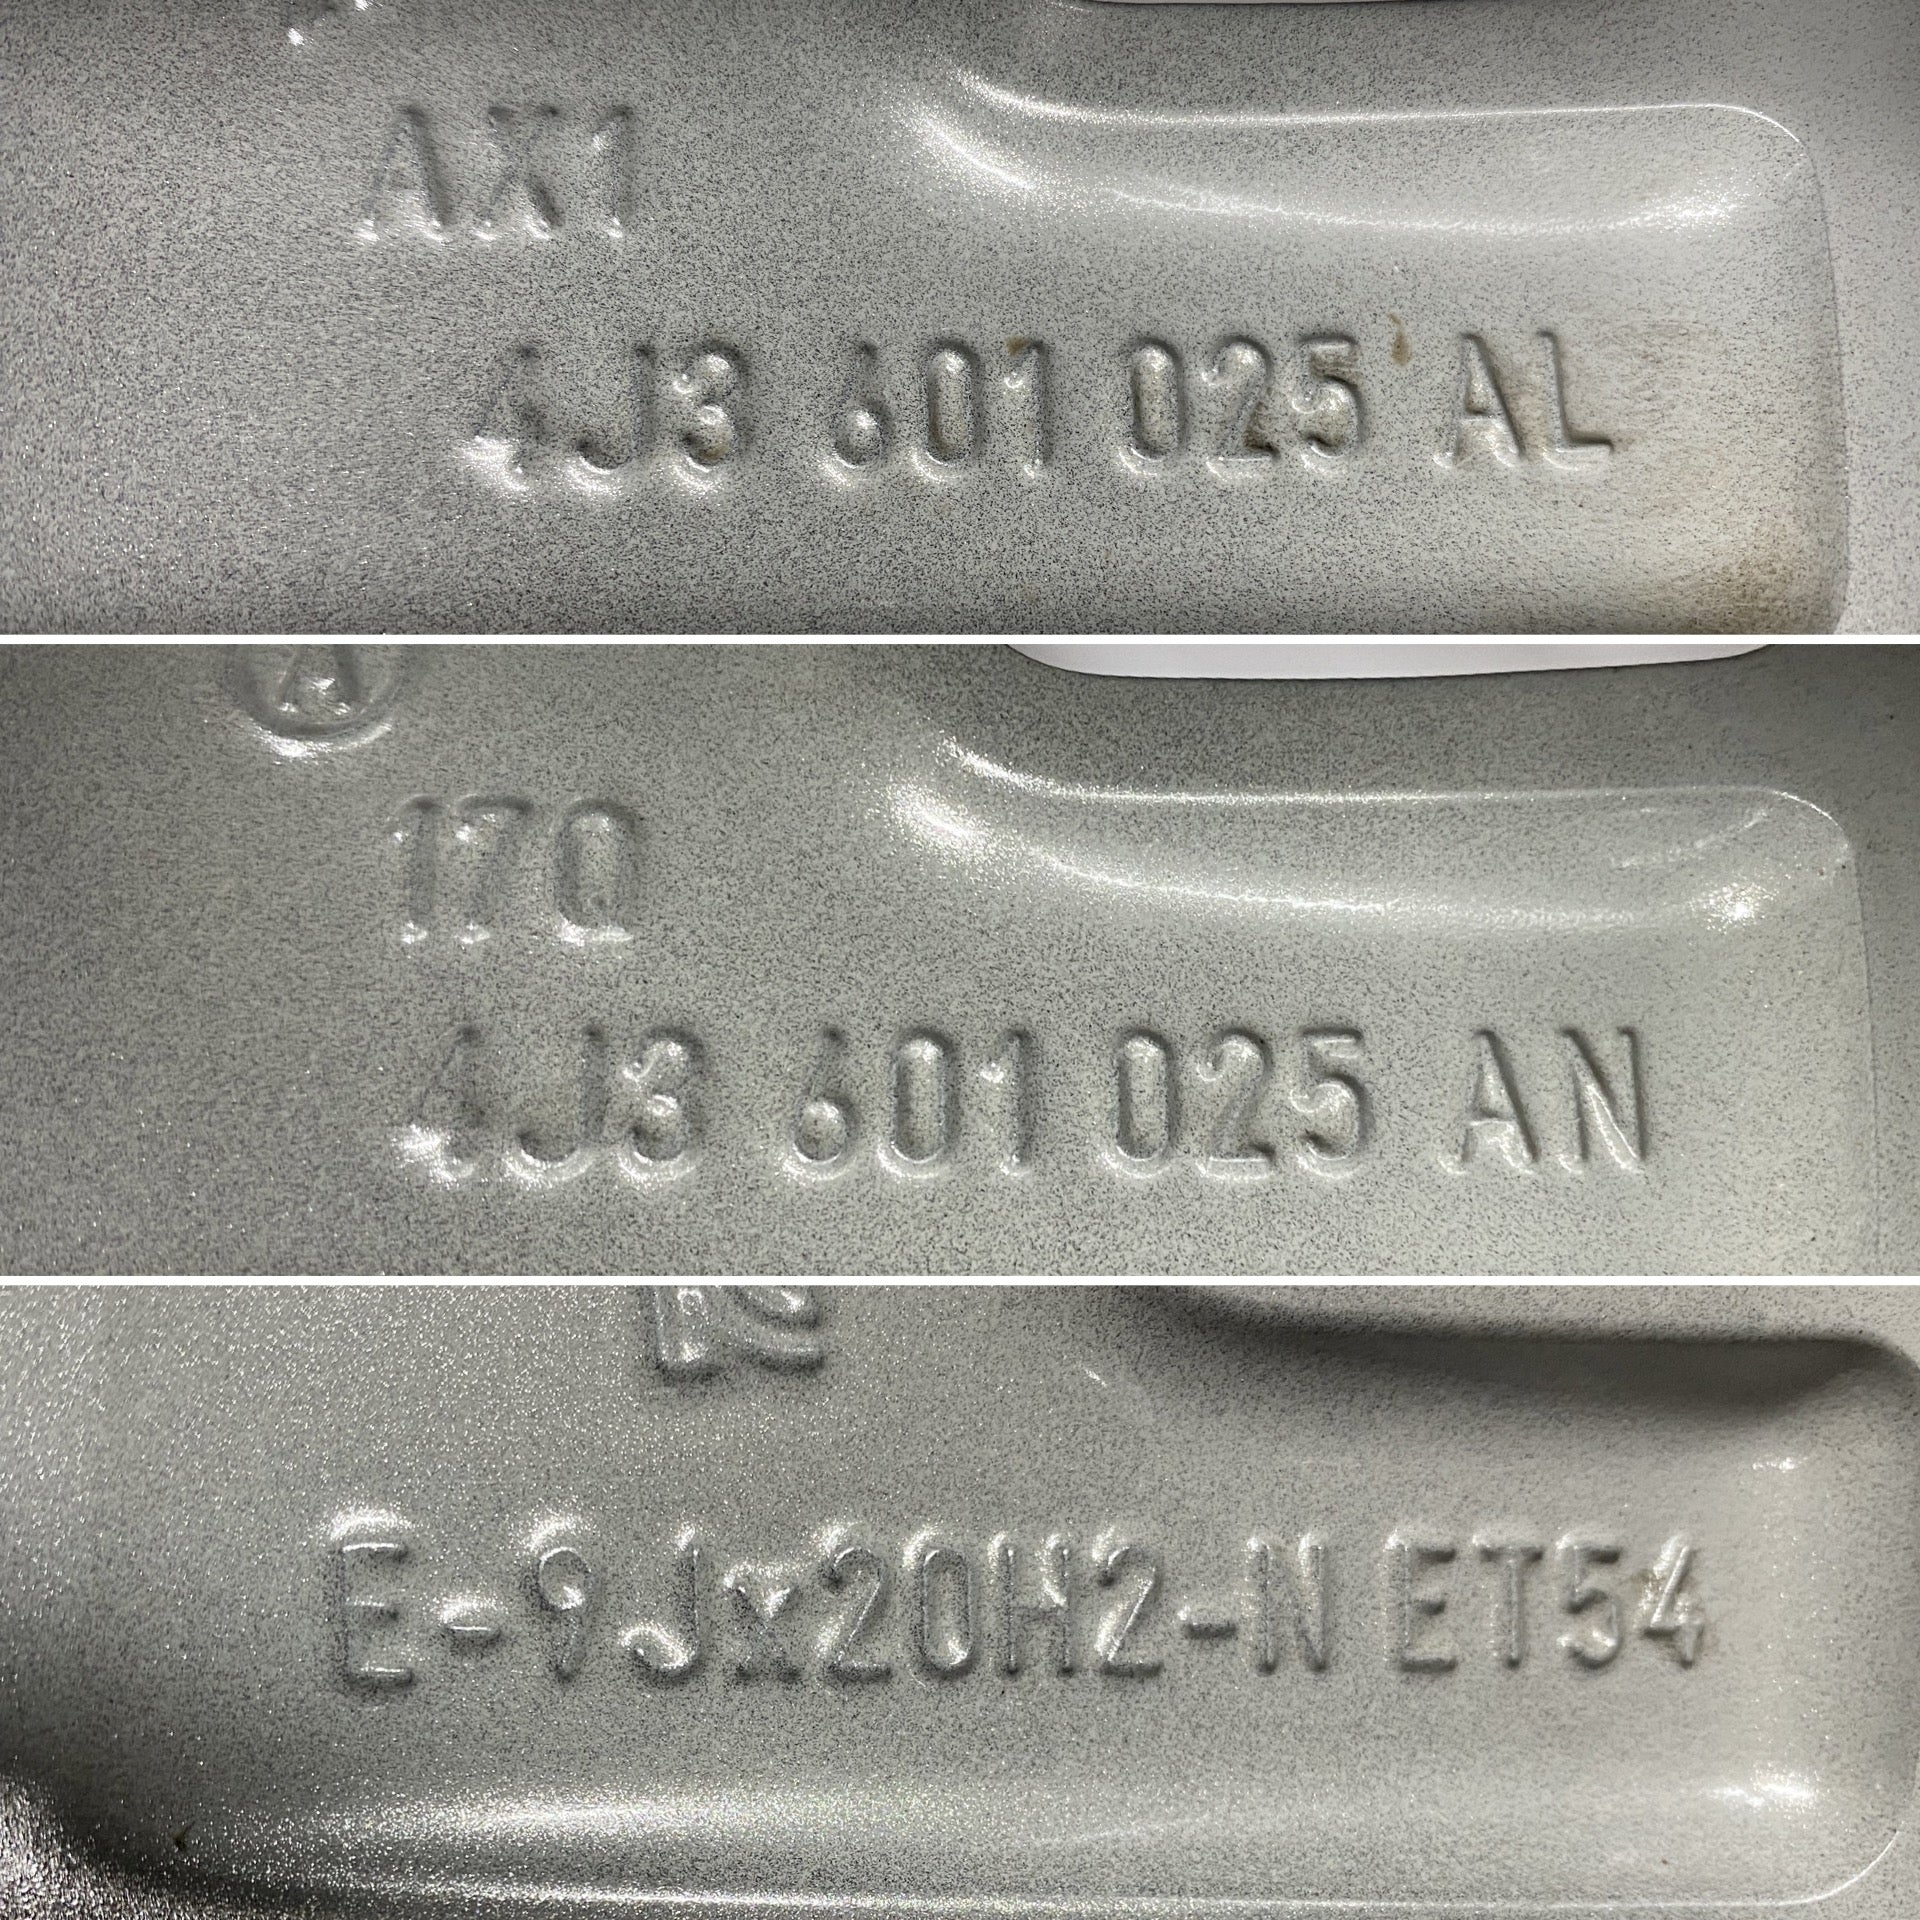 AX1
4J3 601 025 AL
A
17Q
4J3 601 025 AN
E-9Jx20H2-N ET54